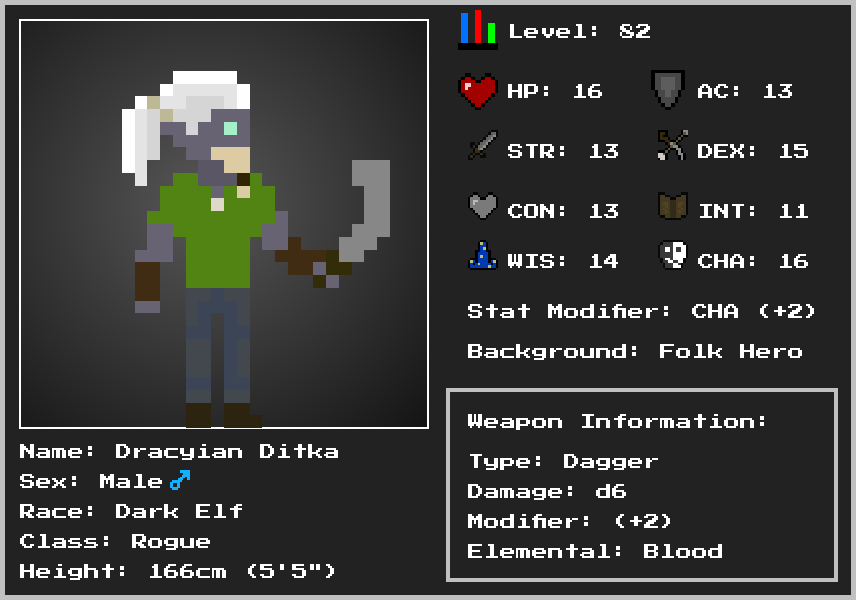 Level: 82
HP: 16 AC: 13
STR: 13 DEX: 15
CON: 13 INT: 11
WIS: 14 CHA: 16
Stat Modifier: CHA (+2)
Background: Folk Hero
Weapon Information:
Type: Dagger
Damage: d6
Modifier: (+2)
Elemental: Blood
Name: Dracyian Ditka
Sex: Male♂
Race: Dark Elf
Class: Rogue
Height: 166cm (5'5")